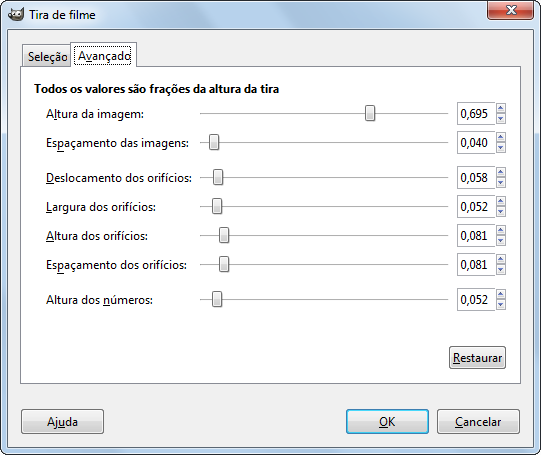 Tira de filme
Seleção Avançado
Todos os valores são frações da altura da tira
Altura da imagem: 0,695
Espaçamento das imagens: 0,040
Deslocamento dos orifícios: 0,058
Largura dos orifícios: 0,052
Altura dos orifícios: 0,081
Espaçamento dos orifícios: 0,081
Altura dos números: 0,052
Restaurar
Ajuda OK Cancelar